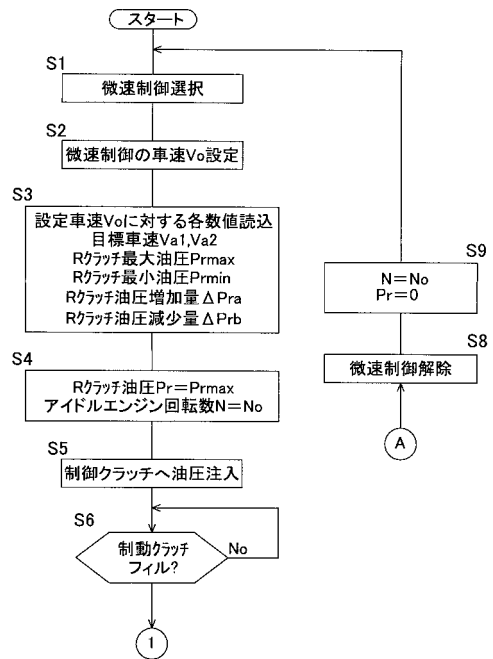 スタート
S1
微速制御選択
S2
微速制御の車速Vo設定
S3
設定車速Voに対する各数値読込
目標車速Va1,Va2
Rクラッチ最大油圧Prmax
Rクラッチ最小油圧Prmin
Rクラッチ油圧増加量ΔPra
Rクラッチ油圧減少量ΔPrb
S4
Rクラッチ油圧Pr=Prmax
アイドルエンジン回転数N=No
S5
制御クラッチへ油圧注入
S6
制動クラッチ
フィル?
No
1
S9
N=No
Pr=0
S8
微速制御解除
A